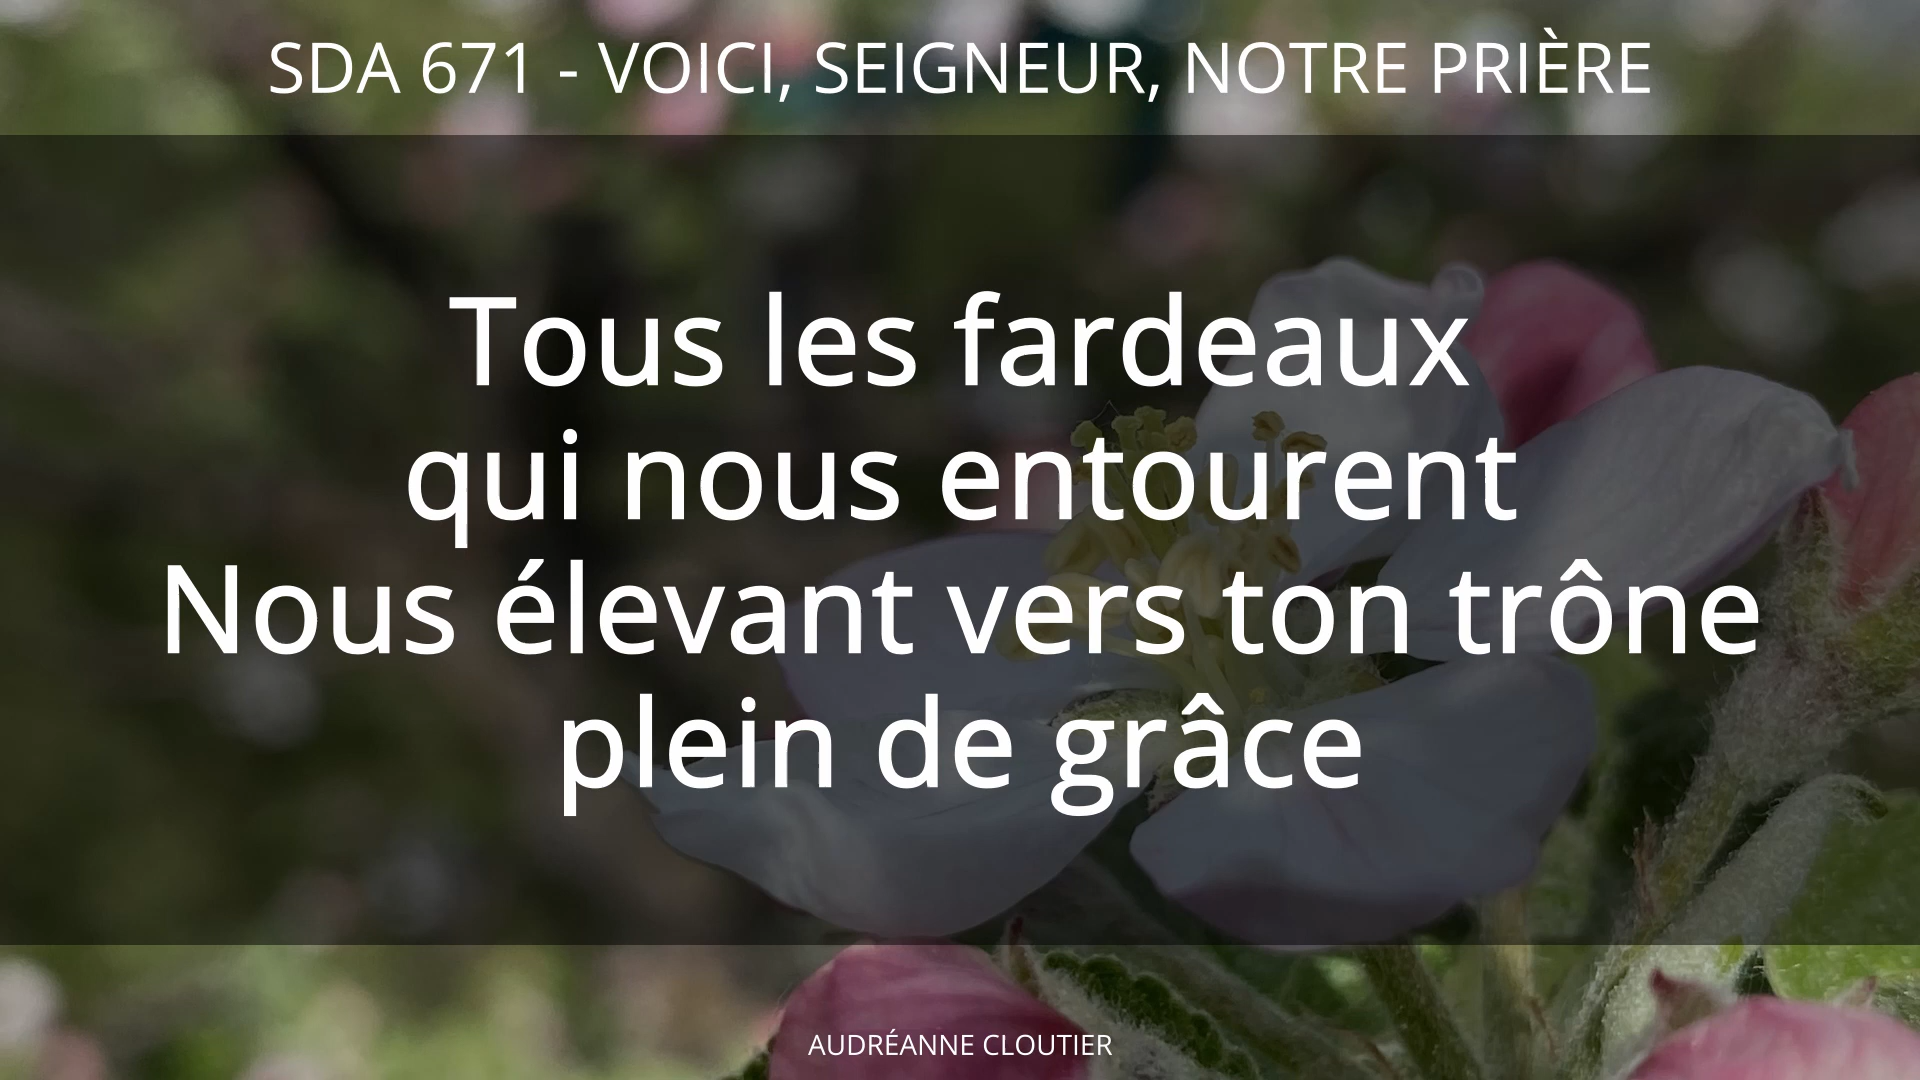 SDA 671 - VOICI, SEIGNEUR, NOTRE PRIÈRE
Tous les fardeaux
qui nous entourent
Nous élevant vers ton trône
plein de grâce
AUDRÉANNE CLOUTIER